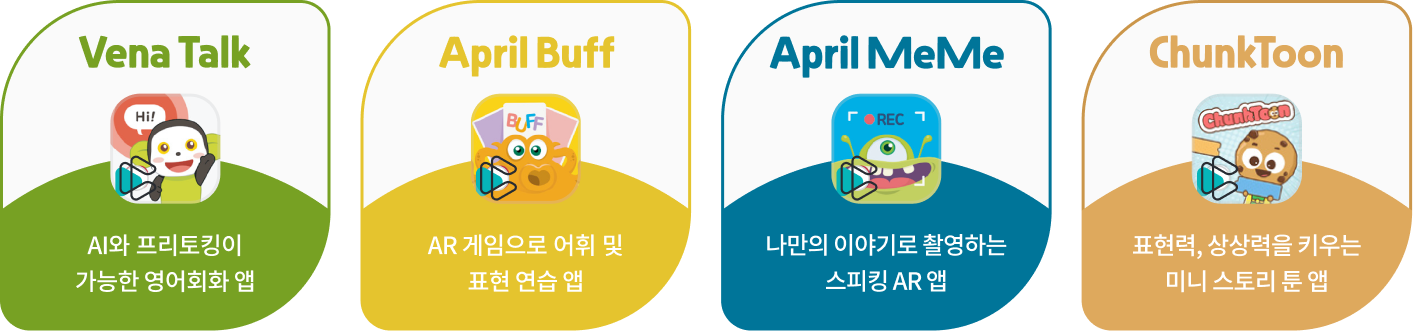 Vena Talk
Hi!
AI와 프리토킹이
가능한 영어회화 앱
April Buff
BUFF
AR 게임으로 어휘 및
표현 연습 앱
April MeMe
REC
나만의 이야기로 촬영하는
스피킹 AR 앱
ChunkToon
ChunkToon
표현력, 상상력을 키우는
미니 스토리 툰 앱